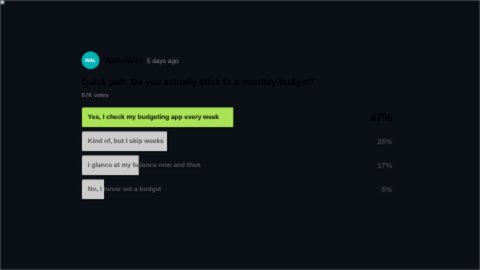 WAL WalletWise 5 days ago
Quick poll: Do you actually stick to a monthly budget?
67K votes
Yes, I check my budgeting app every week 47%
Kind of, but I skip weeks 26%
I glance at my balance now and then 17%
No, I never set a budget 6%